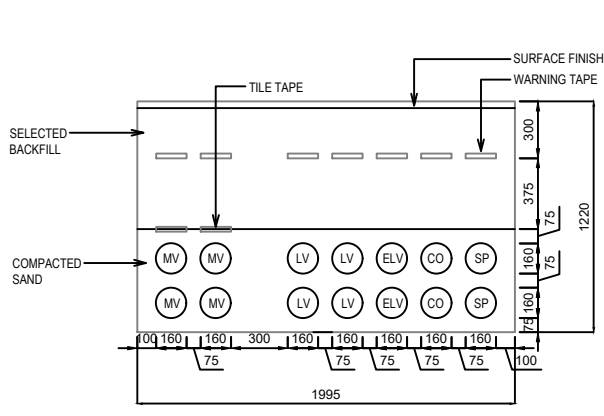 SURFACE FINISH
WARNING TAPE
TILE TAPE
300
SELECTED
BACKFILL
375
75
1220
MV MV LV LV ELV CO SP
160
75
COMPACTED
SAND
MV MV LV LV ELV CO SP
160
75
100 160 160 300 160 160 160 160 160
75 75 75 75 75 100
1995